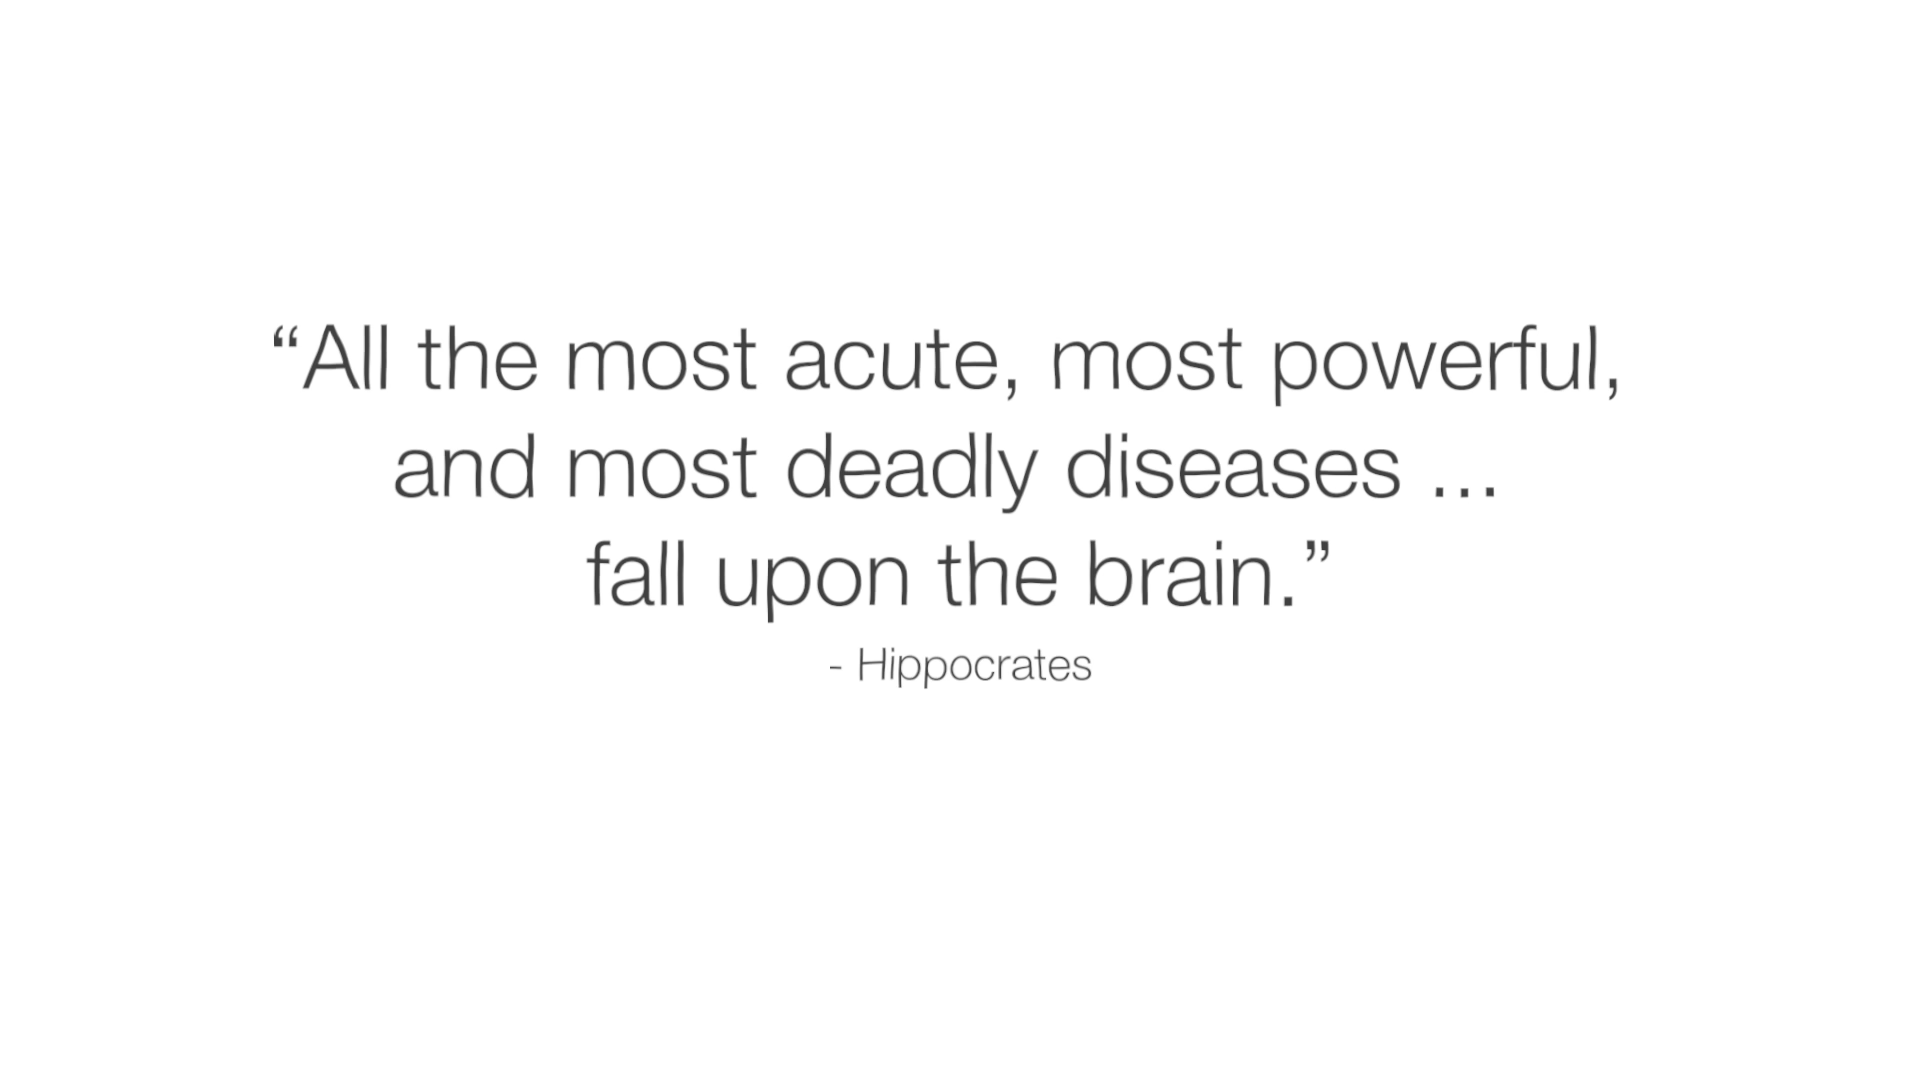 “All the most acute, most powerful,
and most deadly diseases ...
fall upon the brain.”
- Hippocrates